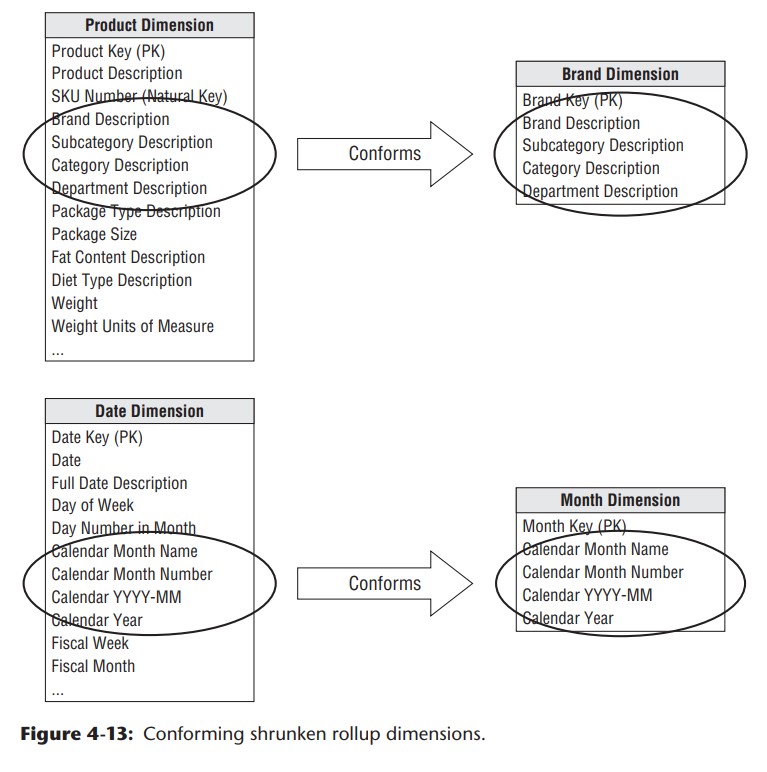 Product Dimension
Product Key (PK)
Product Description
SKU Number (Natural Key)
Brand Description
Subcategory Description
Category Description
Department Description
Package Type Description
Package Size
Fat Content Description
Diet Type Description
Weight
Weight Units of Measure
...
Conforms
Brand Dimension
Brand Key (PK)
Brand Description
Subcategory Description
Category Description
Department Description
Date Dimension
Date Key (PK)
Date
Full Date Description
Day of Week
Day Number in Month
Calendar Month Name
Calendar Month Number
Calendar YYYY-MM
Calendar Year
Fiscal Week
Fiscal Month
...
Conforms
Month Dimension
Month Key (PK)
Calendar Month Name
Calendar Month Number
Calendar YYYY-MM
Calendar Year
Figure 4-13: Conforming shrunken rollup dimensions.